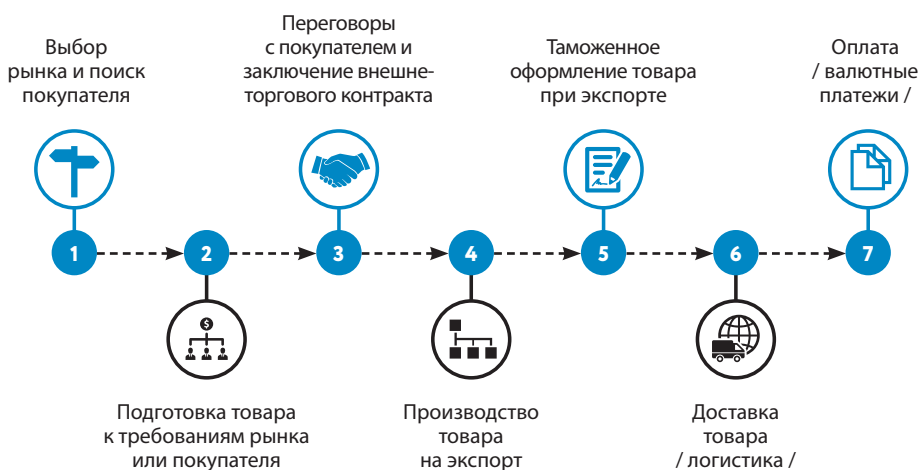 Выбор
рынка и поиск
покупателя
Переговоры
с покупателем и
заключение внешне-
торгового контракта
Таможенное
оформление товара
при экспорте
Оплата
/ валютные
платежи /
1
2
3
4
5
6
7
$
Подготовка товара
к требованиям рынка
или покупателя
Производство
товара
на экспорт
Доставка
товара
/ логистика /